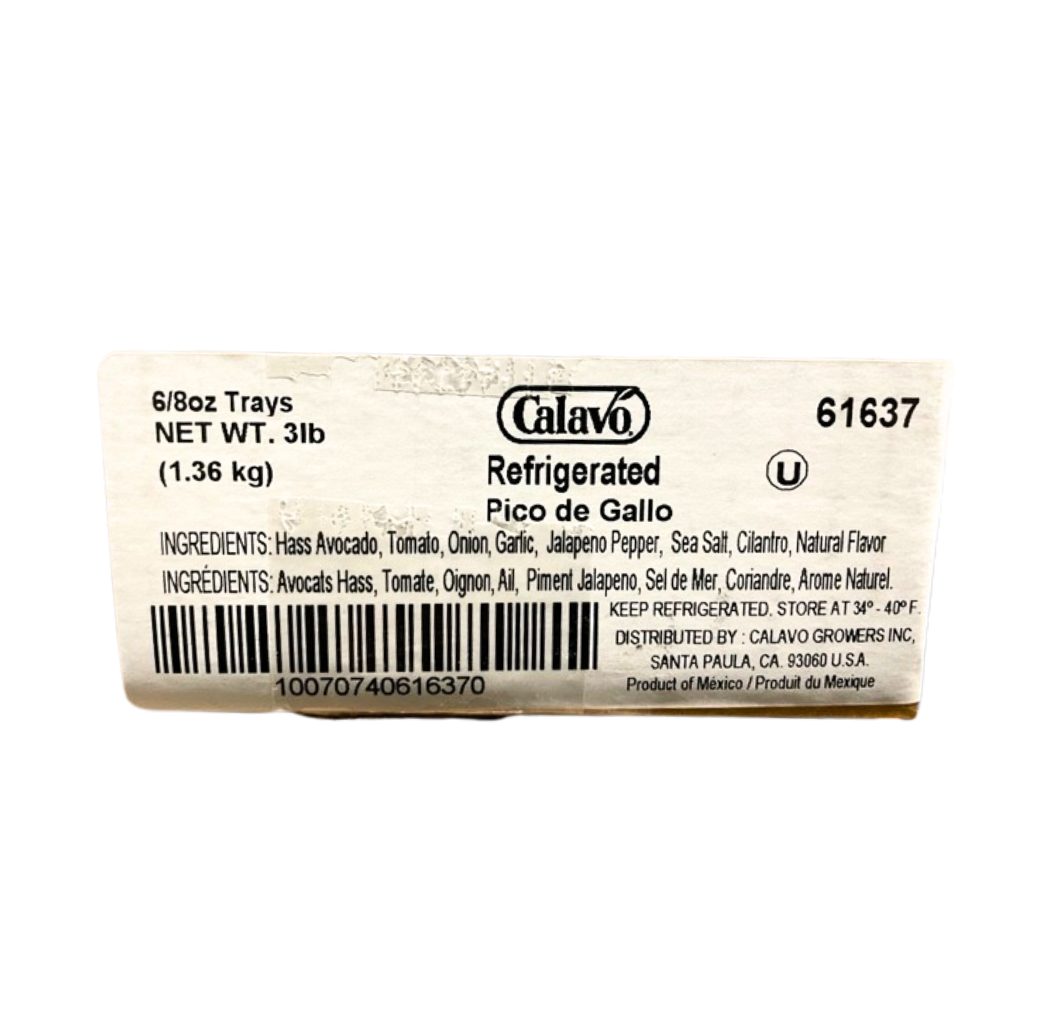 6/8oz Trays
NET WT. 3lb
(1.36 kg)
Calavo
Refrigerated
Pico de Gallo
61637
U
INGREDIENTS: Hass Avocado, Tomato, Onion, Garlic, Jalapeno Pepper, Sea Salt, Cilantro, Natural Flavor
INGRÉDIENTS: Avocats Hass, Tomate, Oignon, Ail, Piment Jalapeno, Sel de Mer, Coriandre, Arome Naturel.
KEEP REFRIGERATED. STORE AT 34º - 40º F.
DISTRIBUTED BY : CALAVO GROWERS INC,
SANTA PAULA, CA. 93060 U.S.A.
Product of México / Produit du Mexique
10070740616370